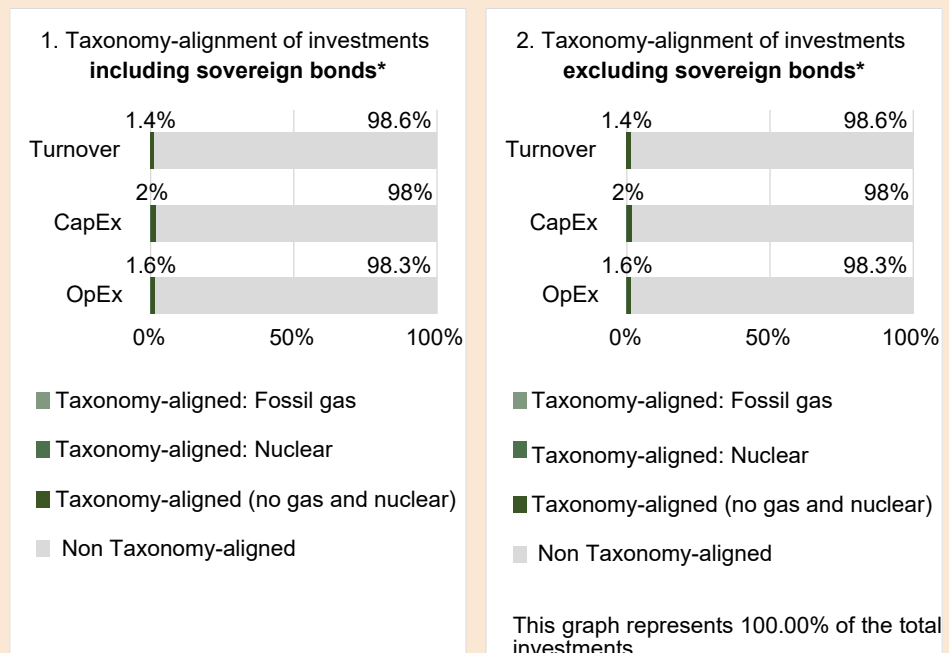 1. Taxonomy-alignment of investments
including sovereign bonds*
1.4% 98.6%
Turnover
2% 98%
CapEx
1.6% 98.3%
OpEx
0% 50% 100%
Taxonomy-aligned: Fossil gas
Taxonomy-aligned: Nuclear
Taxonomy-aligned (no gas and nuclear)
Non Taxonomy-aligned
2. Taxonomy-alignment of investments
excluding sovereign bonds*
1.4% 98.6%
Turnover
2% 98%
CapEx
1.6% 98.3%
OpEx
0% 50% 100%
Taxonomy-aligned: Fossil gas
Taxonomy-aligned: Nuclear
Taxonomy-aligned (no gas and nuclear)
Non Taxonomy-aligned
This graph represents 100.00% of the total
investments